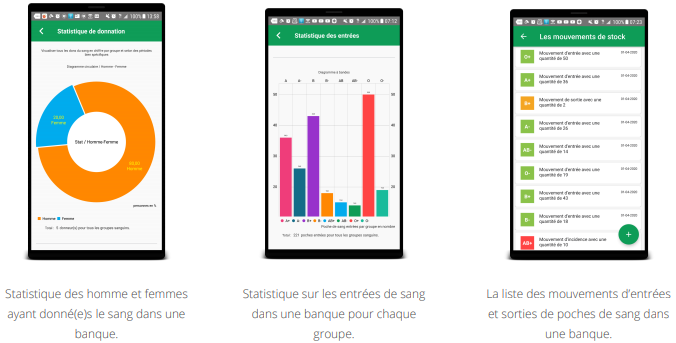 100% 13:53
Statistique de donnation
Visualiser tous les dons du sang chiffré par groupe et selon des périodes
bien spécifiques.
Diagramme circulaire / Homme - Femme
Femme
Stat / Homme-Femme
Homme
personnes en %
Homme Femme
Total : 5 donneur(s) pour tous les groupes sanguins.
100% 07:12
Statistique des entrées
Diagramme à bandes
A+ A- B+ B- AB+ AB- O+ O-
50 50
40 40
30 30
20 20
A+ A- B+ B- AB+ AB- O+ O-
Poche de sang entrées par groupe en nombre
Total : 221 poches entrées pour tous les groupes sanguins.
100% 07:23
Les mouvements de stock
O+ Mouvement d'entrée avec une 01-04-2020
quantité de 50
A+ Mouvement d'entrée avec une 01-04-2020
quantité de 36
B+ Mouvement de sortie avec une 01-04-2020
quantité de 2
A- Mouvement d'entrée avec une 01-04-2020
quantité de 26
AB- Mouvement d'entrée avec une 01-04-2020
quantité de 14
O- Mouvement d'entrée avec une 01-04-2020
quantité de 19
B+ Mouvement d'entrée avec une 01-04-2020
quantité de 43
B- Mouvement d'entrée avec une 01-04-2020
quantité de 18
AB+ Mouvement d'incidence avec une
quantité de 10
+
Statistique des homme et femmes
ayant donné(e)s le sang dans une
banque.
Statistique sur les entrées de sang
dans une banque pour chaque
groupe.
La liste des mouvements d'entrées
et sorties de poches de sang dans
une banque.